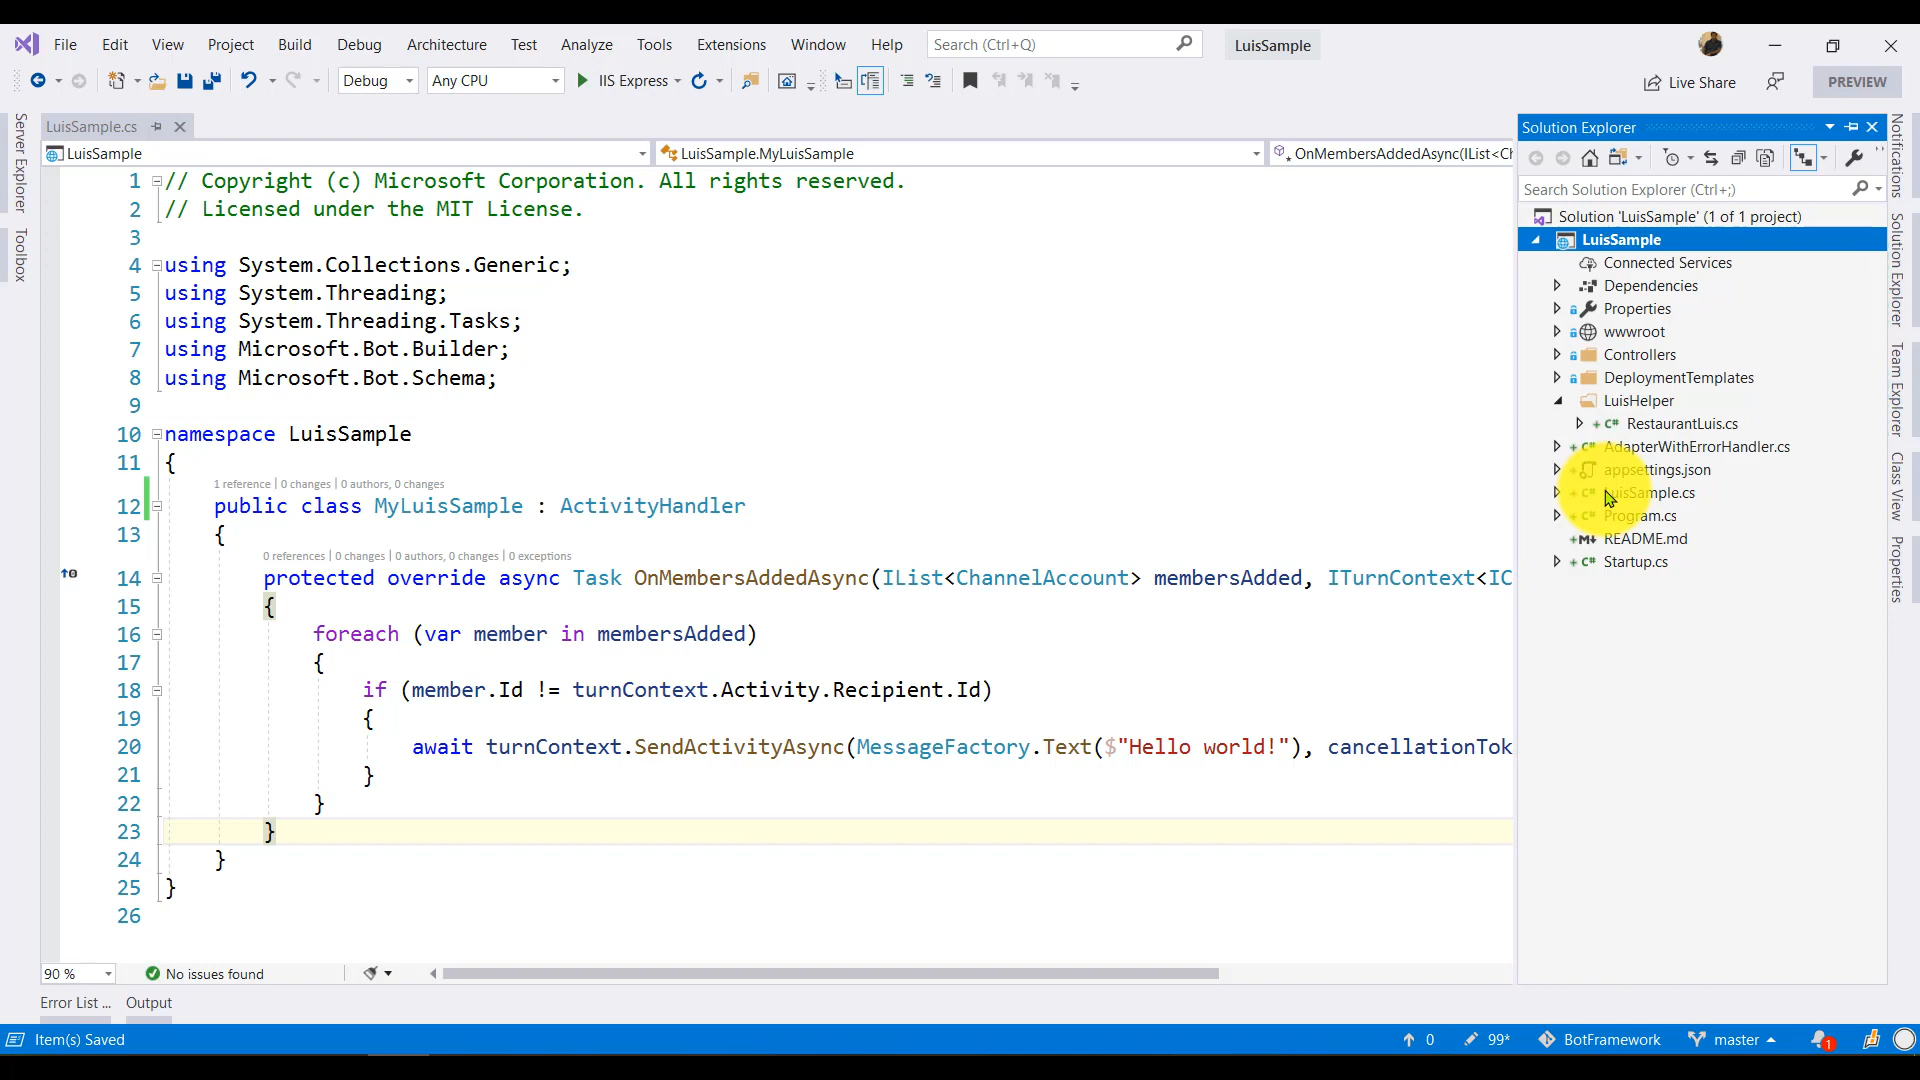 File Edit View Project Build Debug Architecture Test Analyze Tools Extensions Window Help Search (Ctrl+Q) LuisSample
Debug Any CPU IIS Express Live Share PREVIEW
Server Explorer
Toolbox
LuisSample.cs
LuisSample LuisSample.MyLuisSample OnMembersAddedAsync(IList<Ch
1 // Copyright (c) Microsoft Corporation. All rights reserved.
2 // Licensed under the MIT License.
3
4 using System.Collections.Generic;
5 using System.Threading;
6 using System.Threading.Tasks;
7 using Microsoft.Bot.Builder;
8 using Microsoft.Bot.Schema;
9
10 namespace LuisSample
11 {
1 reference | 0 changes | 0 authors, 0 changes
12 public class MyLuisSample : ActivityHandler
13 {
0 references | 0 changes | 0 authors, 0 changes | 0 exceptions
14 protected override async Task OnMembersAddedAsync(IList<ChannelAccount> membersAdded, ITurnContext<IC
15 {
16 foreach (var member in membersAdded)
17 {
18 if (member.Id != turnContext.Activity.Recipient.Id)
19 {
20 await turnContext.SendActivityAsync(MessageFactory.Text($"Hello world!"), cancellationTok
21 }
22 }
23 }
24 }
25 }
26
90 % No issues found
Error List ... Output
Solution Explorer
Search Solution Explorer (Ctrl+;)
Solution 'LuisSample' (1 of 1 project)
LuisSample
Connected Services
Dependencies
Properties
wwwroot
Controllers
DeploymentTemplates
LuisHelper
C# RestaurantLuis.cs
C# AdapterWithErrorHandler.cs
appsettings.json
C# LuisSample.cs
C# Program.cs
README.md
C# Startup.cs
Notifications
Solution Explorer
Team Explorer
Class View
Properties
Item(s) Saved 0 99* BotFramework master 1